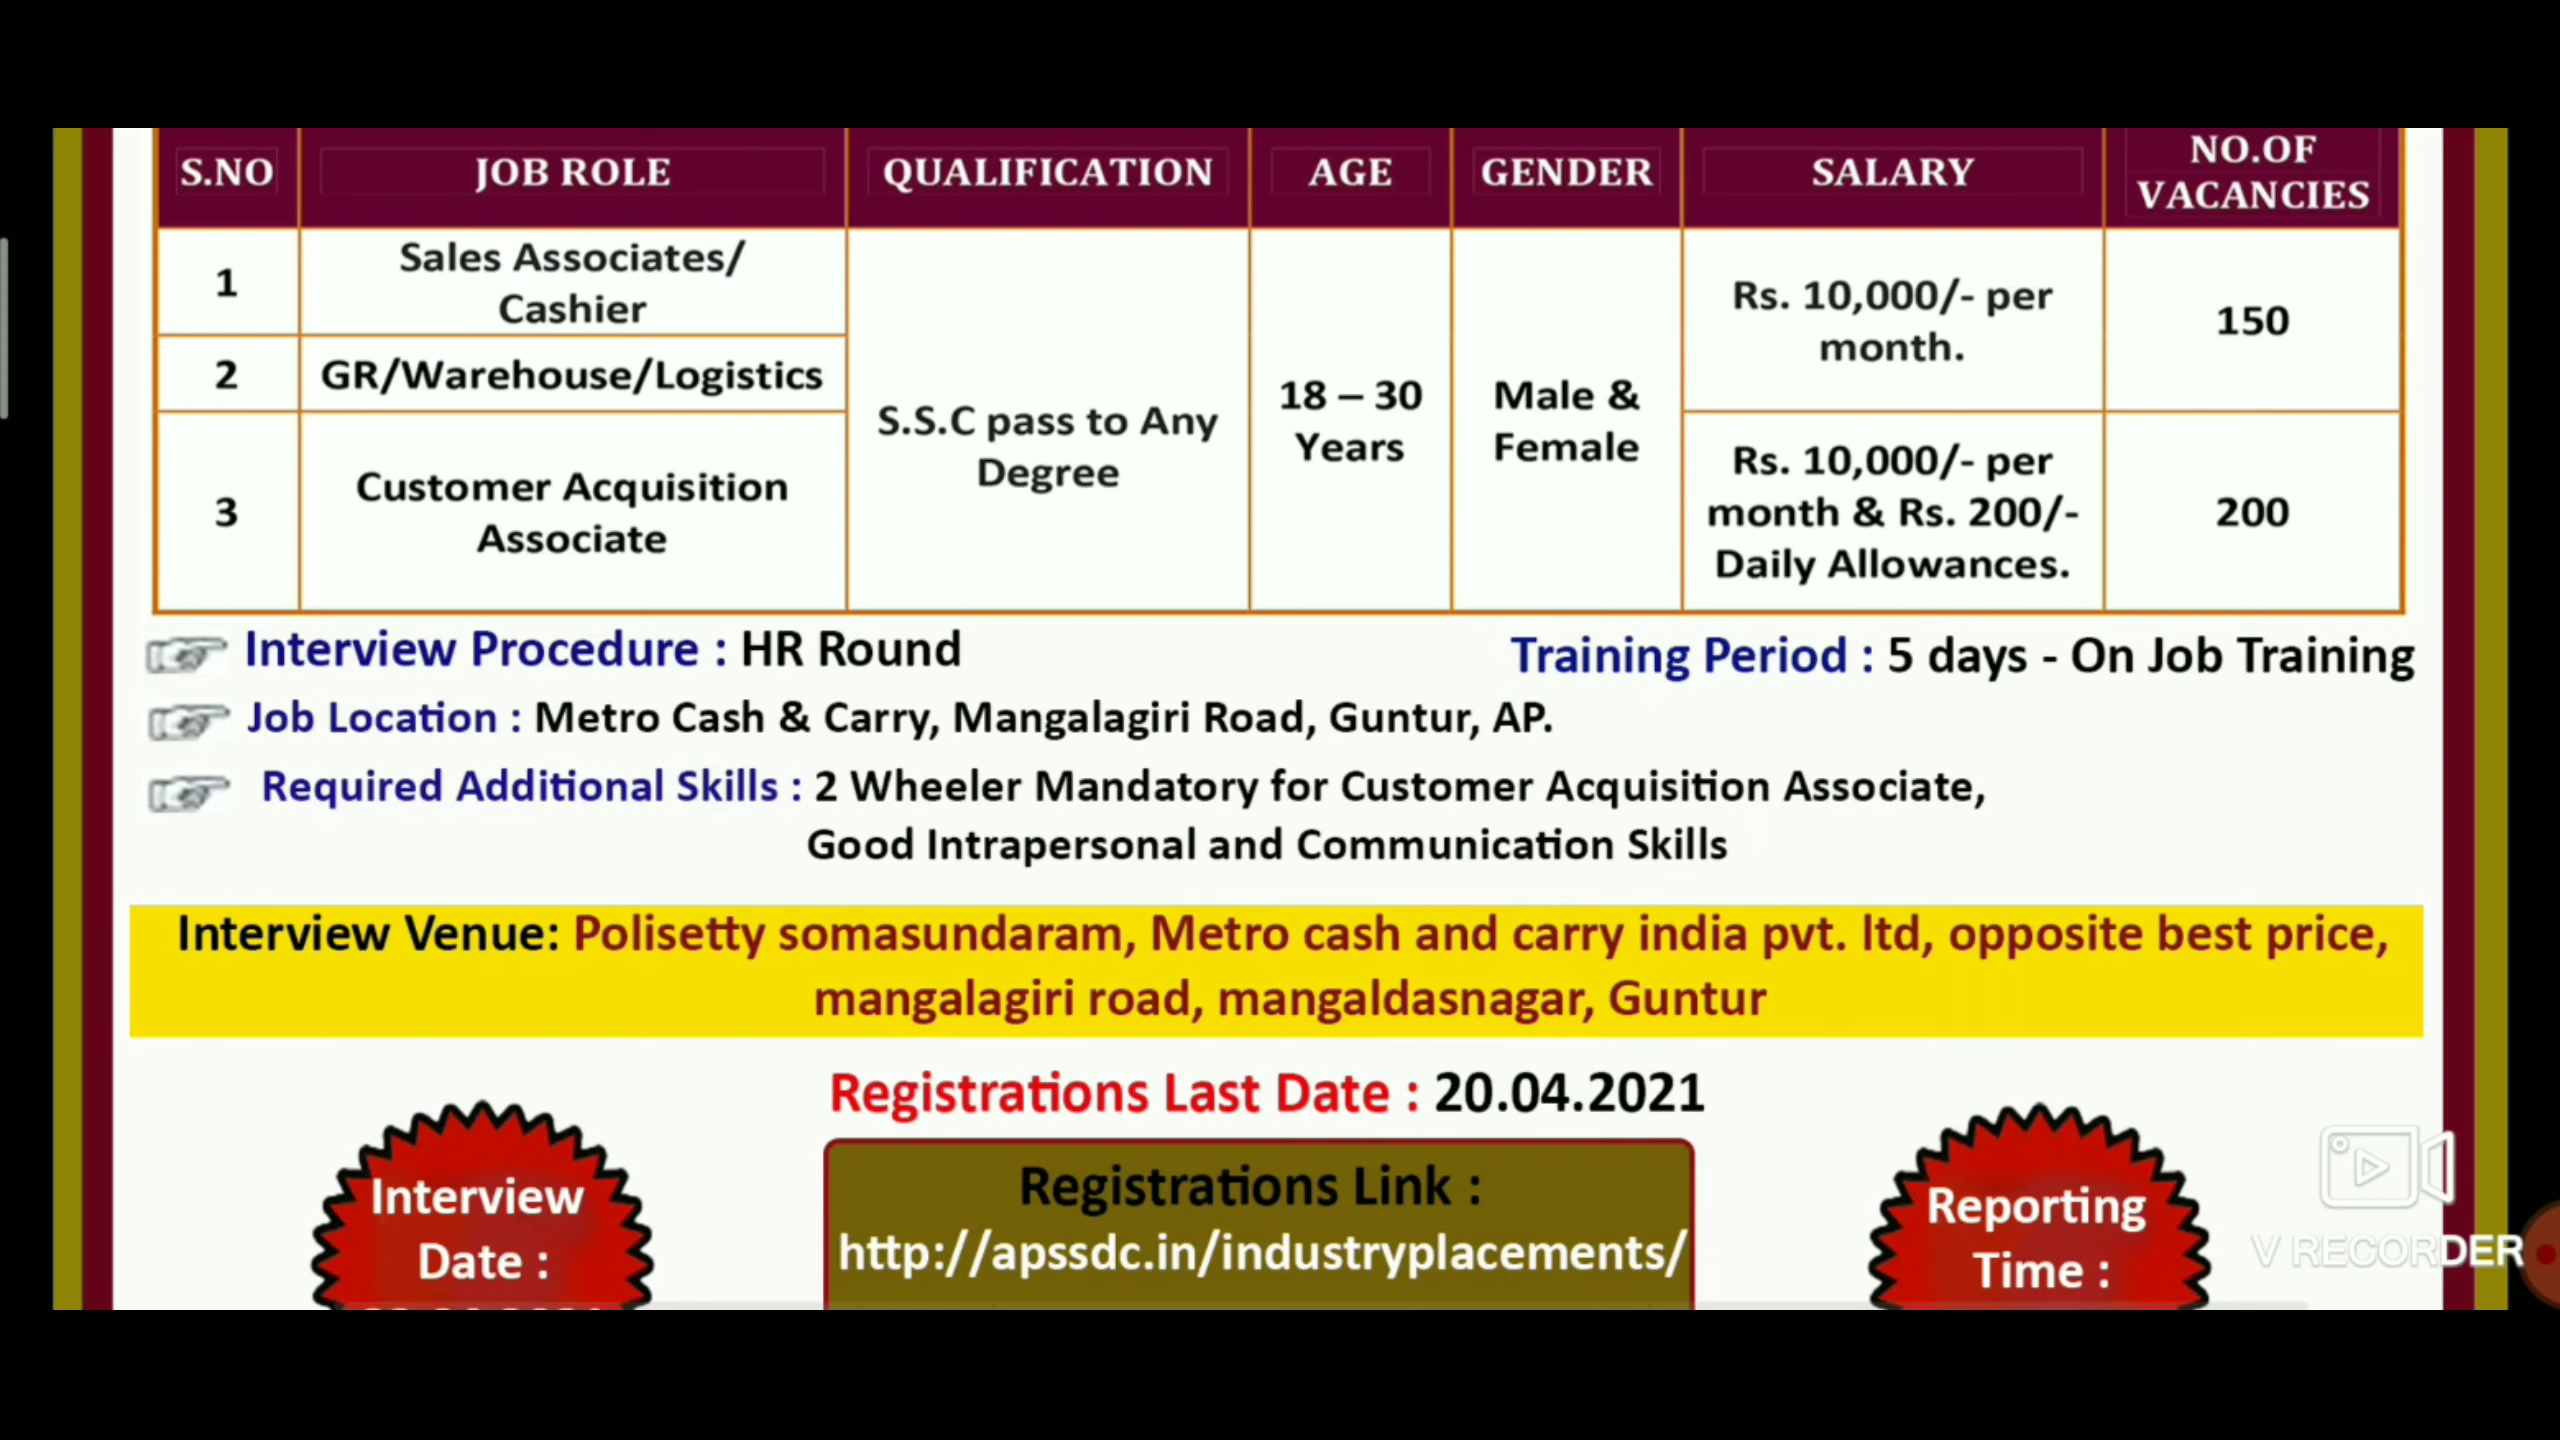 S.NO JOB ROLE QUALIFICATION AGE GENDER SALARY NO.OF VACANCIES
1 Sales Associates/ Cashier
2 GR/Warehouse/Logistics
3 Customer Acquisition Associate
S.S.C pass to Any Degree
18 – 30 Years
Male & Female
Rs. 10,000/- per month.
150
Rs. 10,000/- per month & Rs. 200/- Daily Allowances.
200
Interview Procedure : HR Round
Training Period : 5 days - On Job Training
Job Location : Metro Cash & Carry, Mangalagiri Road, Guntur, AP.
Required Additional Skills : 2 Wheeler Mandatory for Customer Acquisition Associate,
Good Intrapersonal and Communication Skills
Interview Venue: Polisetty somasundaram, Metro cash and carry india pvt. ltd, opposite best price,
mangalagiri road, mangaldasnagar, Guntur
Registrations Last Date : 20.04.2021
Interview
Date :
Registrations Link :
http://apssdc.in/industryplacements/
Reporting
Time :
V RECORDER